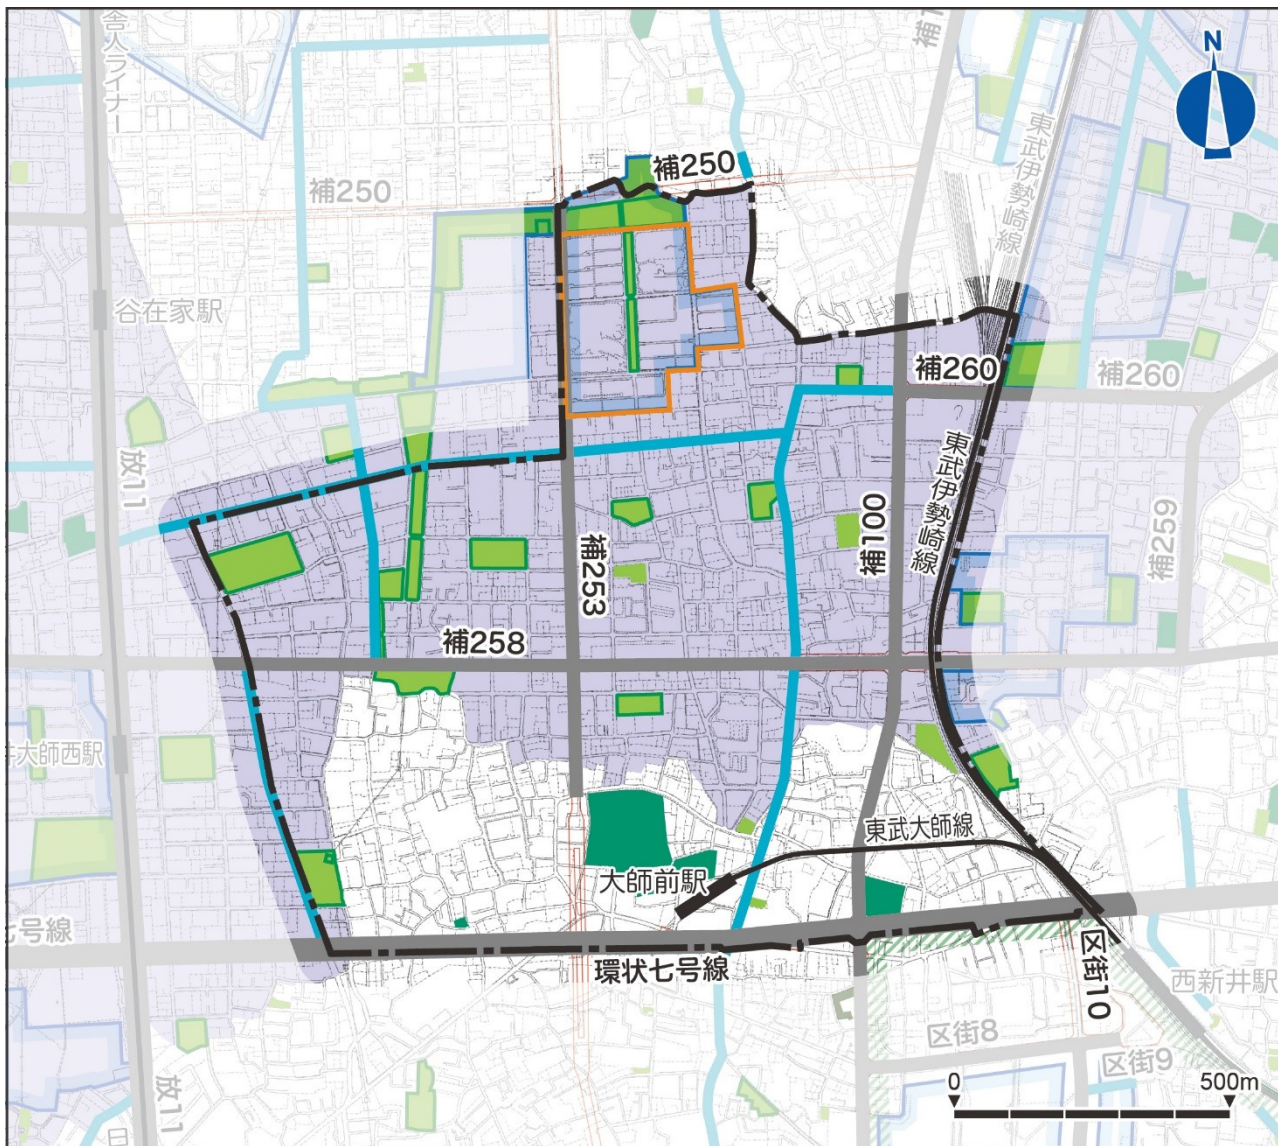 舎人ライナー
補1
N
東武伊勢崎線
補250
補250
谷在家駅
補260
補260
放11
東武伊勢崎線
補100
補253
補259
補258
大師西駅
東武大師線
大師前駅
七号線
環状七号線
区街10
西新井駅
区街8
区街9
放11
0
500m